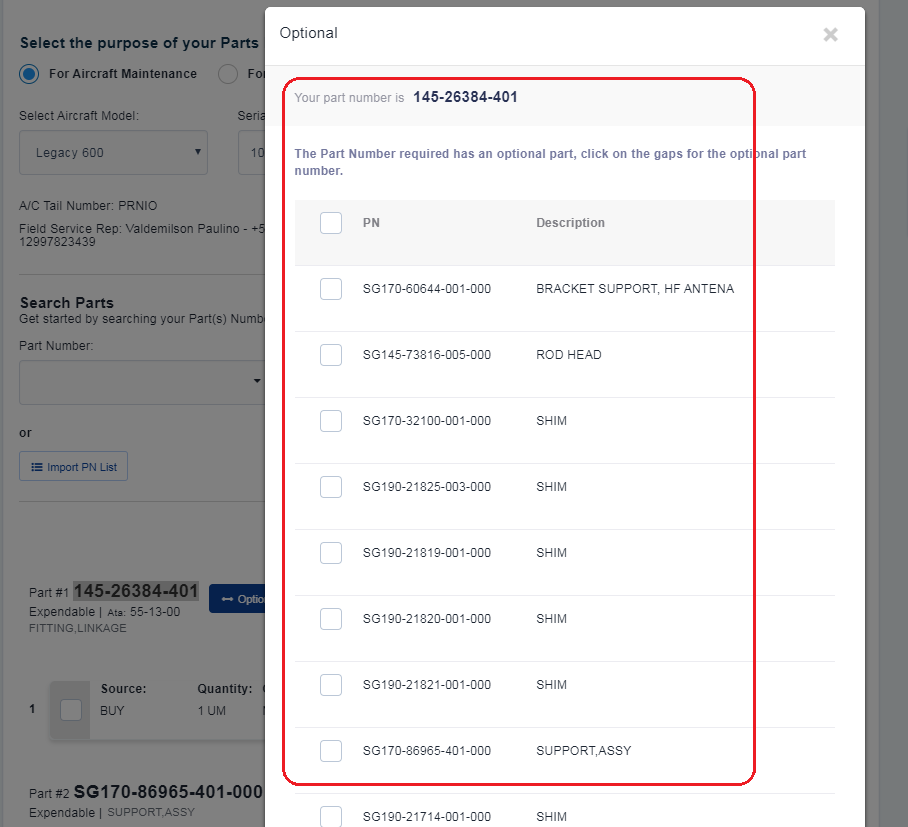 Optional
Select the purpose of your Parts
For Aircraft Maintenance
Select Aircraft Model:
Legacy 600
10
A/C Tail Number: PRNIO
Field Service Rep: Valdemilson Paulino - +5
12997823439
Search Parts
Get started by searching your Part(s)
Part Number:
or
Import PN List
Part #1 145-26384-401
Expendable | Ata: 55-13-00
FITTING,LINKAGE
Source: Quantity:
1 BUY 1 UM
Part #2 SG170-86965-401-000
Expendable | SUPPORT,ASSY
Your part number is 145-26384-401
The Part Number required has an optional part, click on the gaps for the optional part
number.
PN Description
SG170-60644-001-000 BRACKET SUPPORT, HF ANTENA
SG145-73816-005-000 ROD HEAD
SG170-32100-001-000 SHIM
SG190-21825-003-000 SHIM
SG190-21819-001-000 SHIM
SG190-21820-001-000 SHIM
SG190-21821-001-000 SHIM
SG170-86965-401-000 SUPPORT,ASSY
SG190-21714-001-000 SHIM